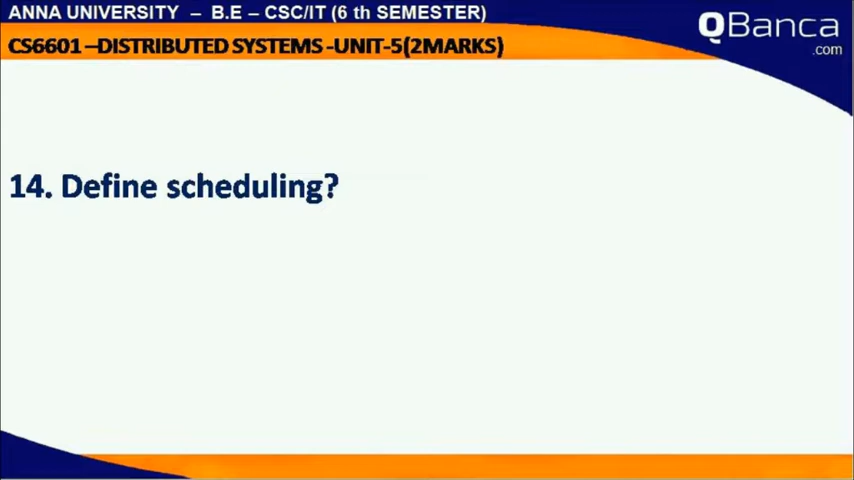 ANNA UNIVERSITY – B.E – CSC/IT (6 th SEMESTER)
QBanca
.com
CS6601 –DISTRIBUTED SYSTEMS -UNIT-5(2MARKS)
14. Define scheduling?